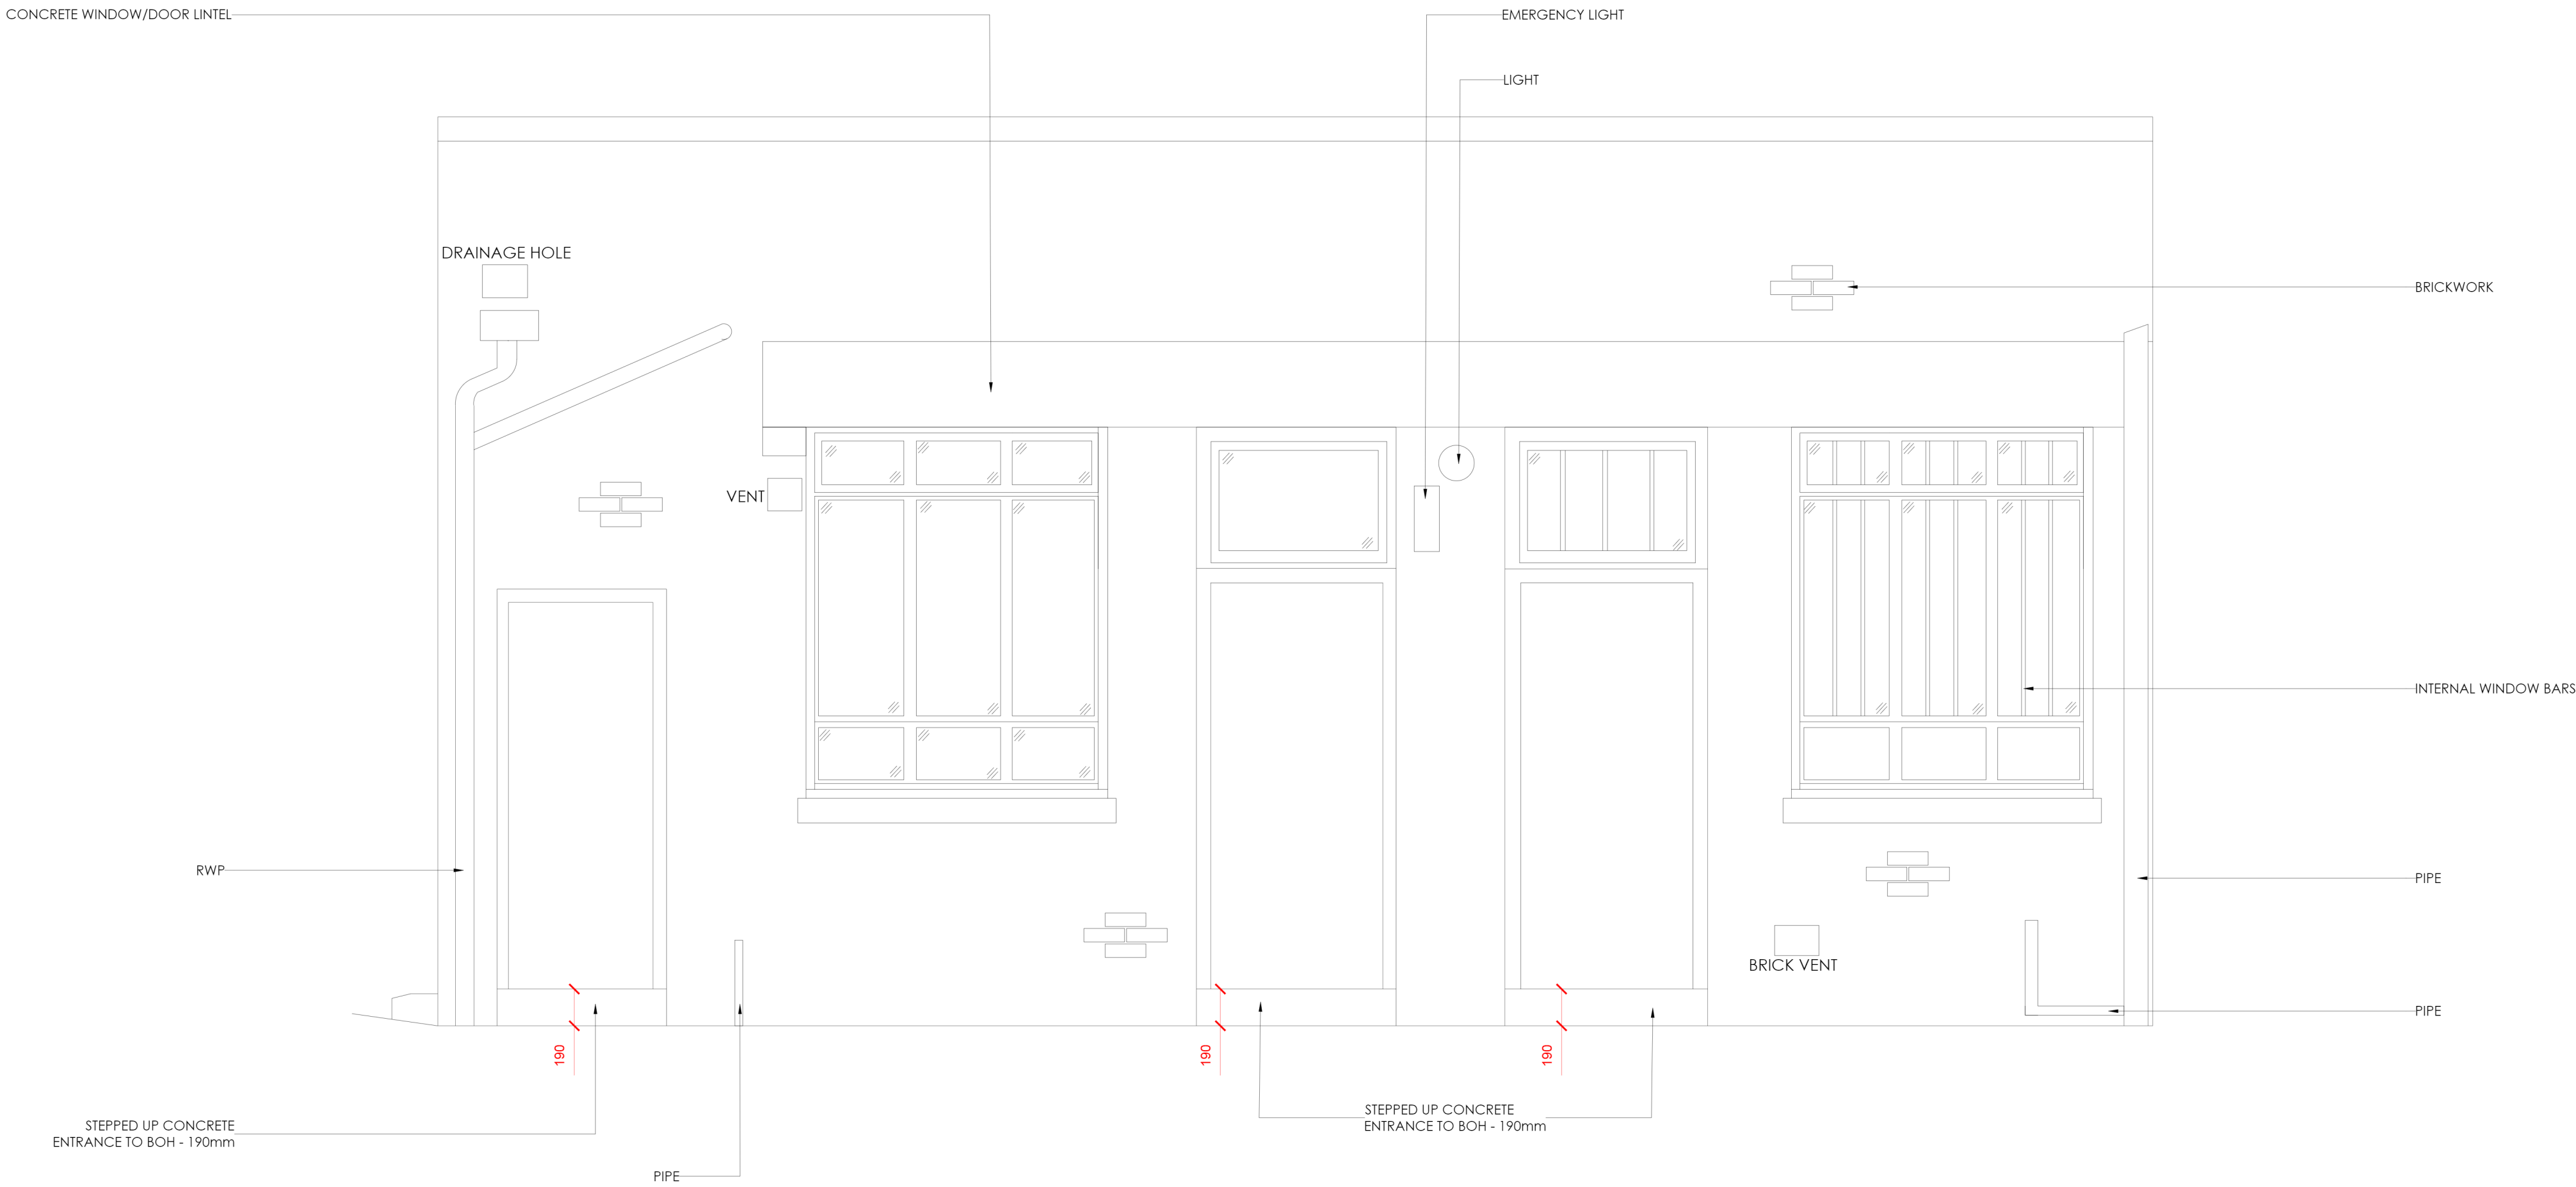 CONCRETE WINDOW/DOOR LINTEL
EMERGENCY LIGHT
LIGHT
DRAINAGE HOLE
BRICKWORK
VENT
INTERNAL WINDOW BARS
RWP
PIPE
BRICK VENT
PIPE
190
190
190
STEPPED UP CONCRETE
ENTRANCE TO BOH - 190mm
STEPPED UP CONCRETE
ENTRANCE TO BOH - 190mm
PIPE